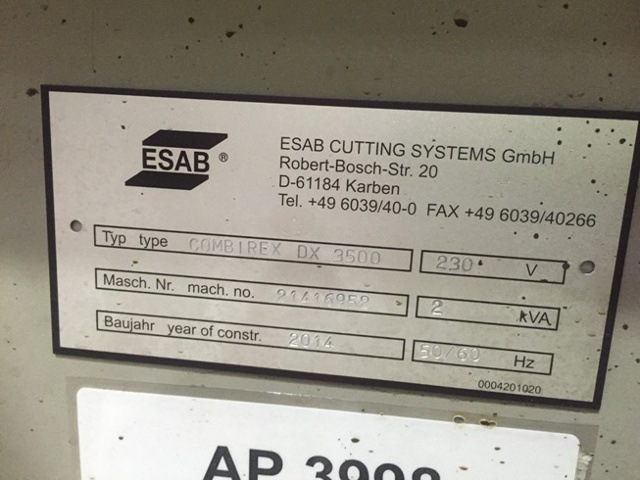 ESAB ®
ESAB CUTTING SYSTEMS GmbH
Robert-Bosch-Str. 20
D-61184 Karben
Tel. +49 6039/40-0 FAX +49 6039/40266
Typ type COMBIREX DX 3500 230 V
Masch. Nr. mach. no. 21416952 2 kVA
Baujahr year of constr. 2014 50/60 Hz
0004201020
AP 3998